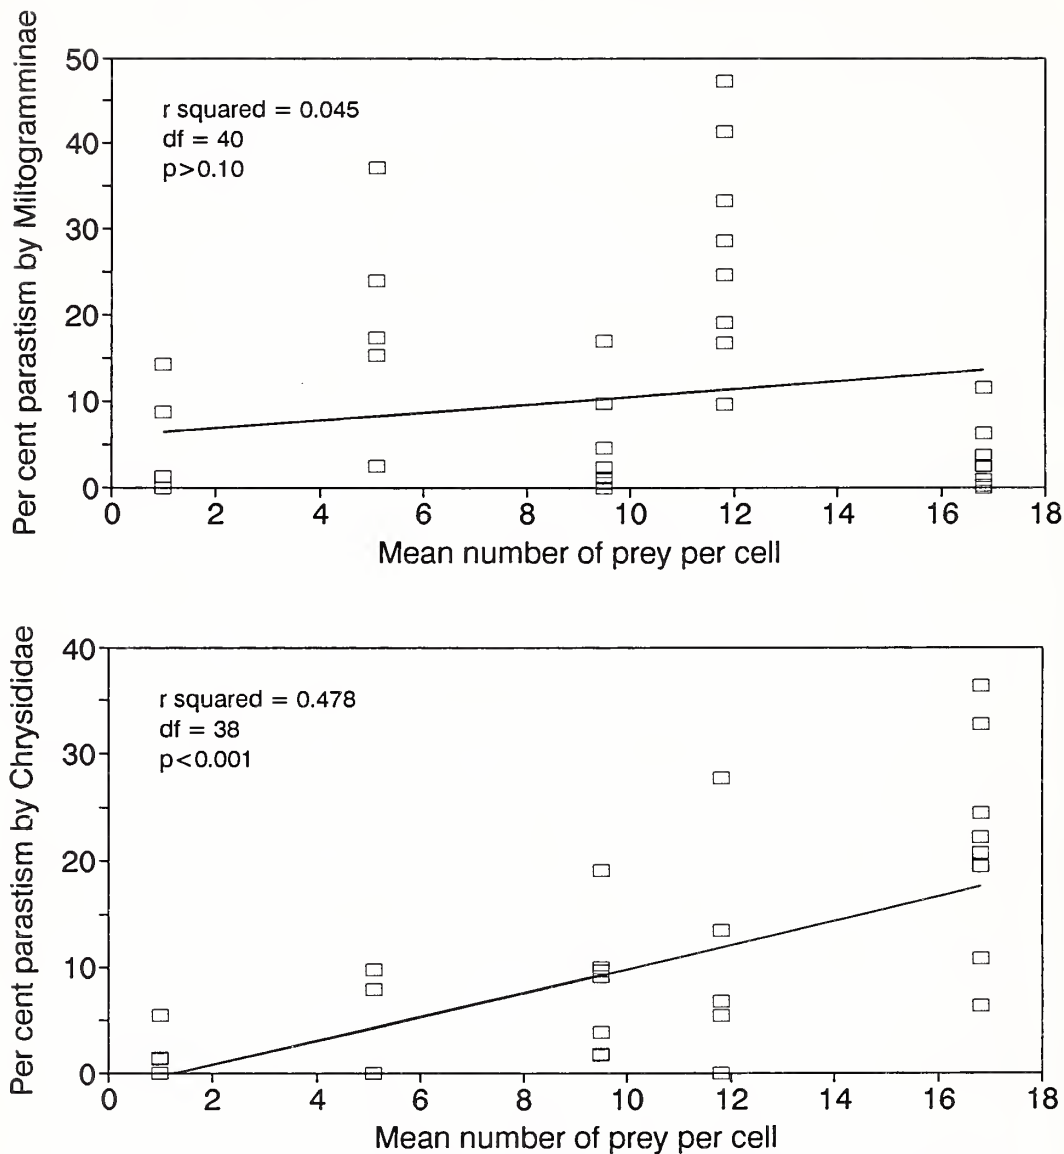 Per cent parastism by Miltogramminae
50
40
30
20
10
0
r squared = 0.045
df = 40
p>0.10
0 2 4 6 8 10 12 14 16 18
Mean number of prey per cell
Per cent parastism by Chrysididae
40
30
20
10
0
r squared = 0.478
df = 38
p<0.001
0 2 4 6 8 10 12 14 16 18
Mean number of prey per cell